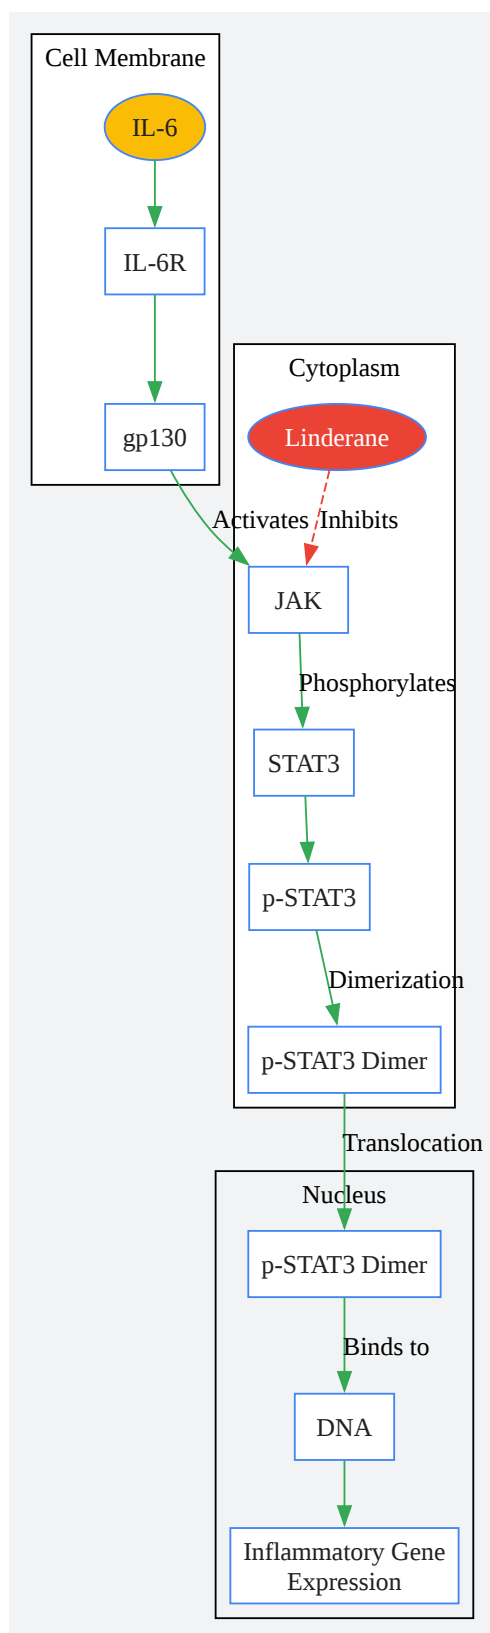 Cell Membrane
IL-6
IL-6R
gp130
Cytoplasm
Linderane
Activates
Inhibits
JAK
Phosphorylates
STAT3
p-STAT3
Dimerization
p-STAT3 Dimer
Translocation
Nucleus
p-STAT3 Dimer
Binds to
DNA
Inflammatory Gene
Expression